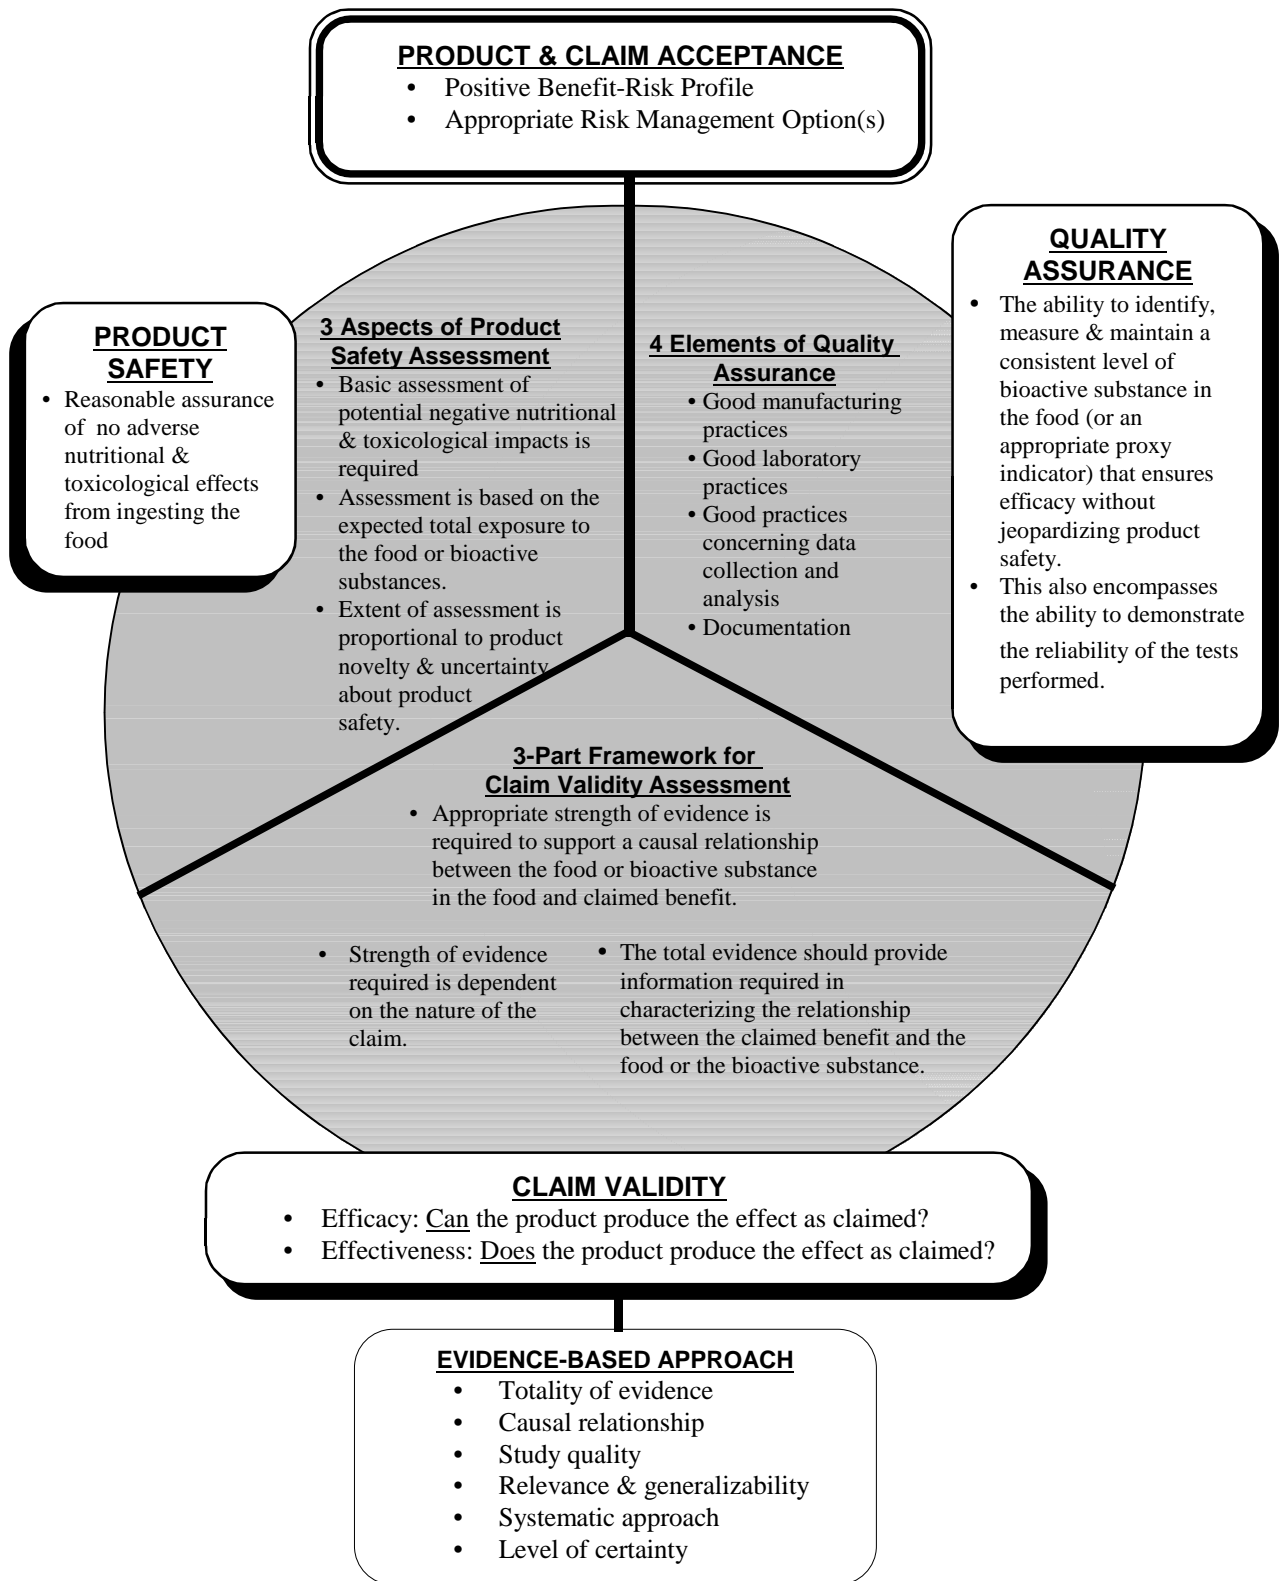 PRODUCT & CLAIM ACCEPTANCE
• Positive Benefit-Risk Profile
• Appropriate Risk Management Option(s)
PRODUCT
SAFETY
• Reasonable assurance
of no adverse
nutritional &
toxicological effects
from ingesting the
food
3 Aspects of Product
Safety Assessment
• Basic assessment of
potential negative nutritional
& toxicological impacts is
required
• Assessment is based on the
expected total exposure to
the food or bioactive
substances.
• Extent of assessment is
proportional to product
novelty & uncertainty
about product
safety.
4 Elements of Quality
Assurance
• Good manufacturing
practices
• Good laboratory
practices
• Good practices
concerning data
collection and
analysis
• Documentation
QUALITY
ASSURANCE
• The ability to identify,
measure & maintain a
consistent level of
bioactive substance in
the food (or an
appropriate proxy
indicator) that ensures
efficacy without
jeopardizing product
safety.
• This also encompasses
the ability to demonstrate
the reliability of the tests
performed.
3-Part Framework for
Claim Validity Assessment
• Appropriate strength of evidence is
required to support a causal relationship
between the food or bioactive substance
in the food and claimed benefit.
• Strength of evidence
required is dependent
on the nature of the
claim.
• The total evidence should provide
information required in
characterizing the relationship
between the claimed benefit and the
food or the bioactive substance.
CLAIM VALIDITY
• Efficacy: Can the product produce the effect as claimed?
• Effectiveness: Does the product produce the effect as claimed?
EVIDENCE-BASED APPROACH
• Totality of evidence
• Causal relationship
• Study quality
• Relevance & generalizability
• Systematic approach
• Level of certainty